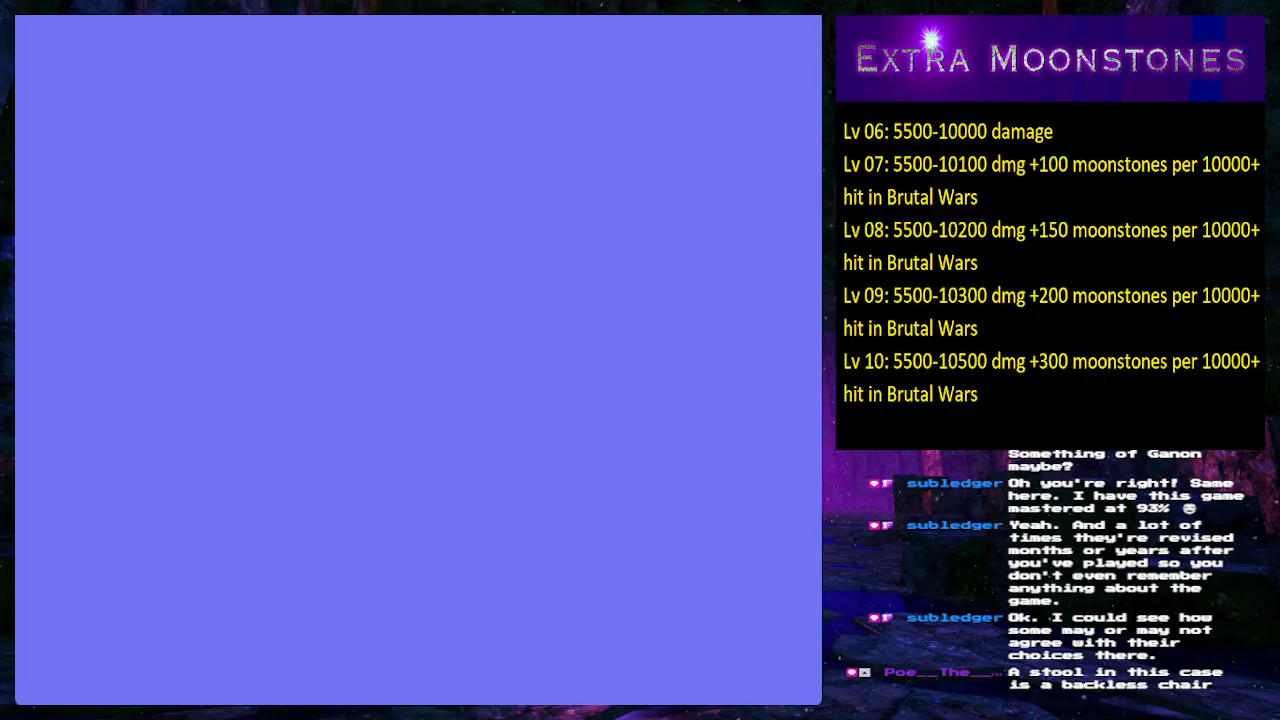 Extra Moonstones
Lv 06: 5500-10000 damage
Lv 07: 5500-10100 dmg +100 moonstones per 10000+
hit in Brutal Wars
Lv 08: 5500-10200 dmg +150 moonstones per 10000+
hit in Brutal Wars
Lv 09: 5500-10300 dmg +200 moonstones per 10000+
hit in Brutal Wars
Lv 10: 5500-10500 dmg +300 moonstones per 10000+
hit in Brutal Wars
Something of Ganon
maybe?
subledger Oh you're right! Same
here. I have this game
mastered at 93%
subledger Yeah. And a lot of
times they're revised
months or years after
you've played so you
don't even remember
anything about the
game.
subledger Ok. I could see how
some may or may not
agree with their
choices there.
Poe__The__... A stool in this case
is a backless chair